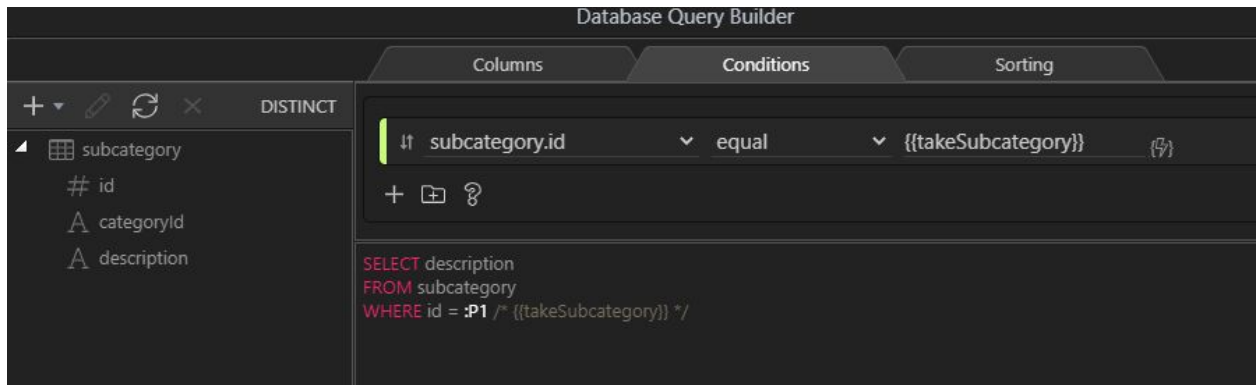 Database Query Builder
Columns Conditions Sorting
DISTINCT
subcategory
id
categoryId
description
subcategory.id equal {{takeSubcategory}}
SELECT description
FROM subcategory
WHERE id = :P1 /* {{takeSubcategory}} */